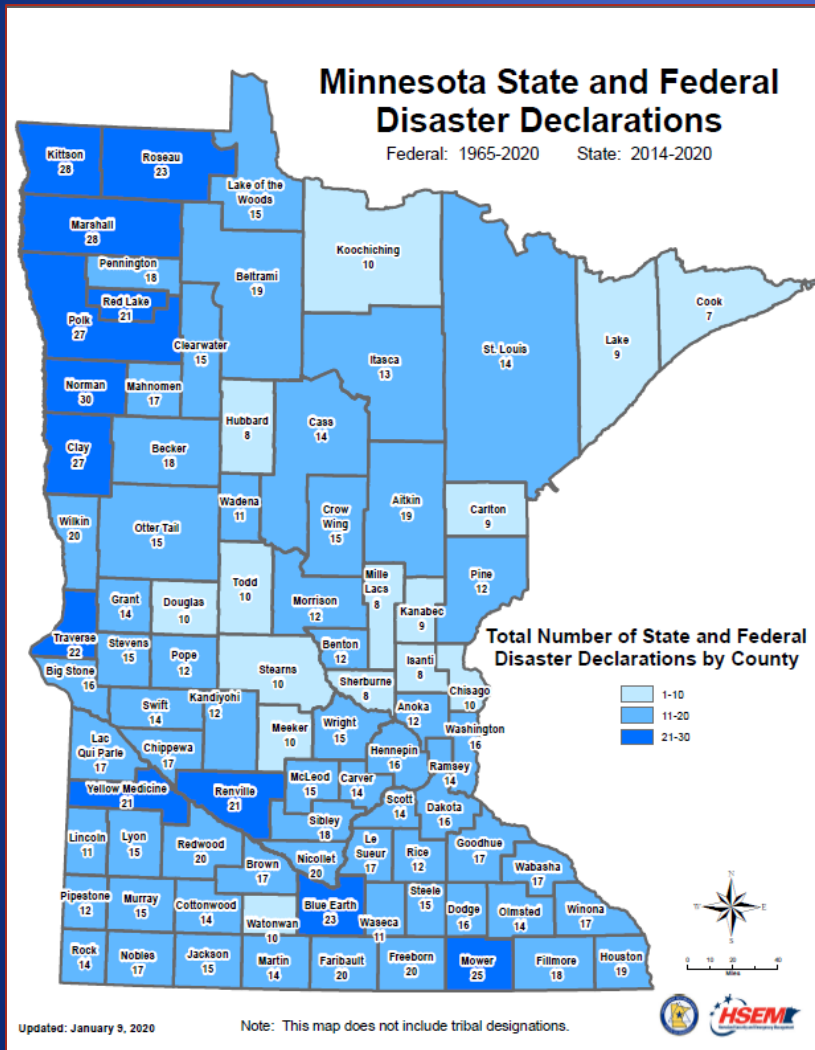 Minnesota State and Federal
Disaster Declarations
Federal: 1965-2020 State: 2014-2020
Kittson
28
Roseau
23
Lake of the
Woods
15
Marshall
28
Koochiching
10
Pennington
18
Beltrami
19
Cook
7
Red Lake
21
Polk
27
Clearwater
15
Lake
9
St. Louis
14
Itasca
13
Norman
30
Mahnomen
17
Hubbard
8
Cass
14
Clay
27
Becker
18
Wadena
11
Crow
Wing
15
Aitkin
19
Carlton
9
Wilkin
20
Otter Tail
15
Todd
10
Mille
Lacs
8
Pine
12
Grant
14
Douglas
10
Morrison
12
Kanabec
9
Traverse
22
Stevens
15
Pope
12
Benton
12
Isanti
8
Big Stone
16
Stearns
10
Sherburne
8
Chisago
10
Total Number of State and Federal
Disaster Declarations by County
1-10
11-20
21-30
Swift
14
Kandiyohi
12
Anoka
12
Meeker
10
Wright
15
Washington
16
Lac
Qui Parle
17
Chippewa
17
Hennepin
16
Ramsey
14
Yellow Medicine
21
Renville
21
McLeod
15
Carver
14
Scott
14
Dakota
16
Sibley
18
Lincoln
11
Lyon
15
Redwood
20
Brown
17
Nicollet
20
Le
Sueur
17
Rice
12
Goodhue
17
Wabasha
17
Pipestone
12
Murray
15
Cottonwood
14
Watonwan
10
Blue Earth
23
Waseca
11
Steele
15
Dodge
16
Olmsted
14
Winona
17
Rock
14
Nobles
17
Jackson
15
Martin
14
Faribault
20
Freeborn
20
Mower
25
Fillmore
18
Houston
19
N
W E
S
0 10 20 40
Miles
Updated: January 9, 2020
Note: This map does not include tribal designations.
HSEM